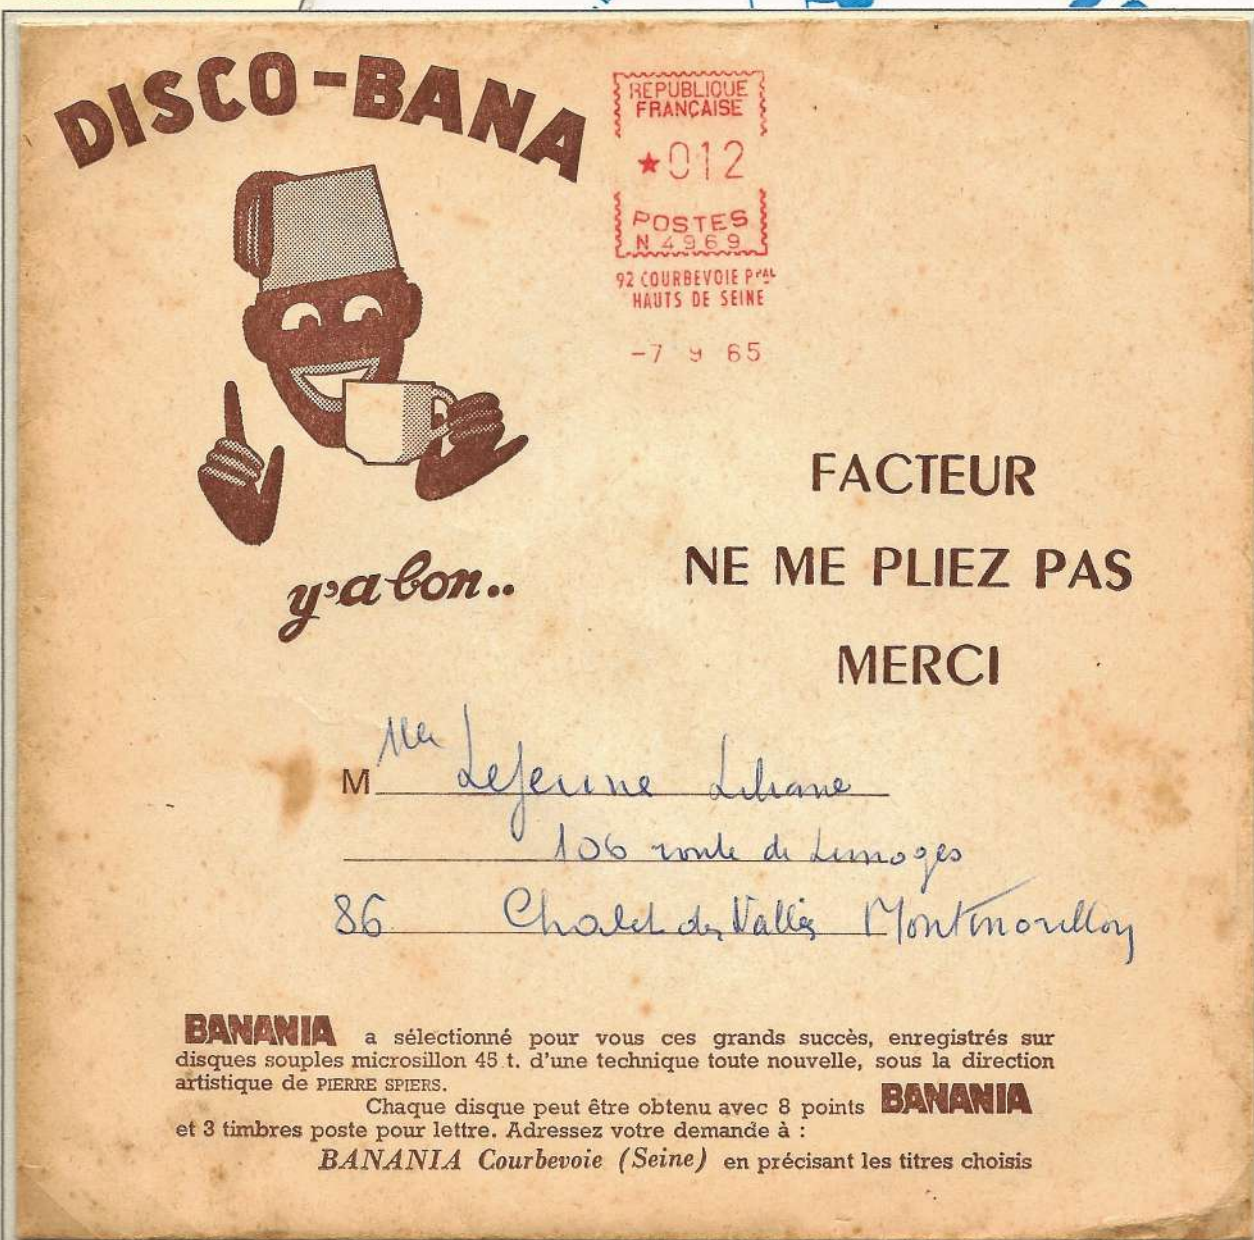 DISCO-BANA
REPUBLIQUE
FRANÇAISE
★012
POSTES
N 4969
92 COURBEVOIE PPAL
HAUTS DE SEINE
-7 9 65
y'a bon..
FACTEUR
NE ME PLIEZ PAS
MERCI
M lle Lejeune Liliane
106 route de Limoges
86 Chalet des Vallées Montmorillon
BANANIA a sélectionné pour vous ces grands succès, enregistrés sur
disques souples microsillon 45 t. d'une technique toute nouvelle, sous la direction
artistique de PIERRE SPIERS.
Chaque disque peut être obtenu avec 8 points BANANIA
et 3 timbres poste pour lettre. Adressez votre demande à :
BANANIA Courbevoie (Seine) en précisant les titres choisis